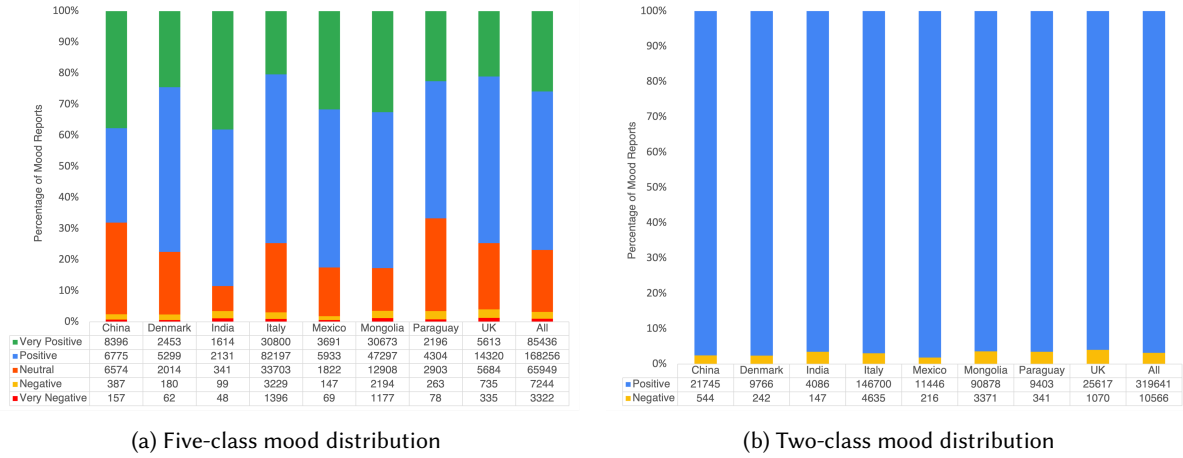 100%
90%
80%
70%
60%
50%
40%
30%
20%
10%
0%
Percentage of Mood Reports
China Denmark India Italy Mexico Mongolia Paraguay UK All
Very Positive 8396 2453 1614 30800 3691 30673 2196 5613 85436
Positive 6775 5299 2131 82197 5933 47297 4304 14320 168256
Neutral 6574 2014 341 33703 1822 12908 2903 5684 65949
Negative 387 180 99 3229 147 2194 263 735 7244
Very Negative 157 62 48 1396 69 1177 78 335 3322
(a) Five-class mood distribution
100%
90%
80%
70%
60%
50%
40%
30%
20%
10%
0%
Percentage of Mood Reports
China Denmark India Italy Mexico Mongolia Paraguay UK All
Positive 21745 9766 4086 146700 11446 90878 9403 25617 319641
Negative 544 242 147 4635 216 3371 341 1070 10566
(b) Two-class mood distribution